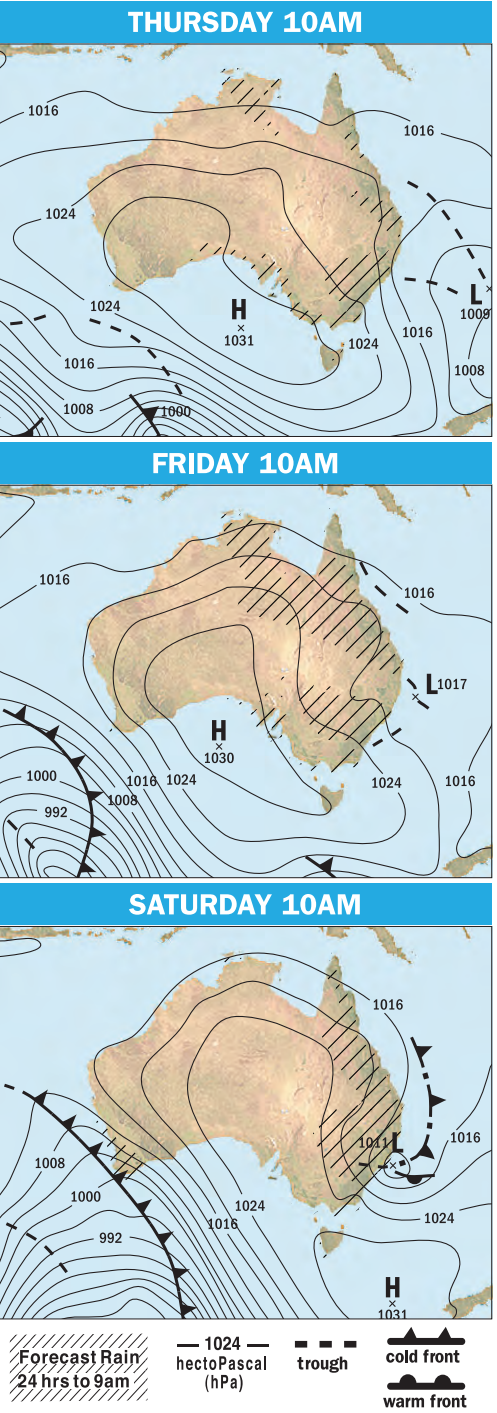 THURSDAY 10AM
1016
1016
1024
L
1009
H
1031
1024
1016
1024
1016
1008
1008
1000
FRIDAY 10AM
1016
1016
L 1017
H
1030
1000
1016
1024
1024
1016
1008
992
SATURDAY 10AM
1016
1011 L
1016
1008
1000
1024
1024
1016
992
H
1031
Forecast Rain
24 hrs to 9am
1024
hectoPascal
(hPa)
trough
cold front
warm front